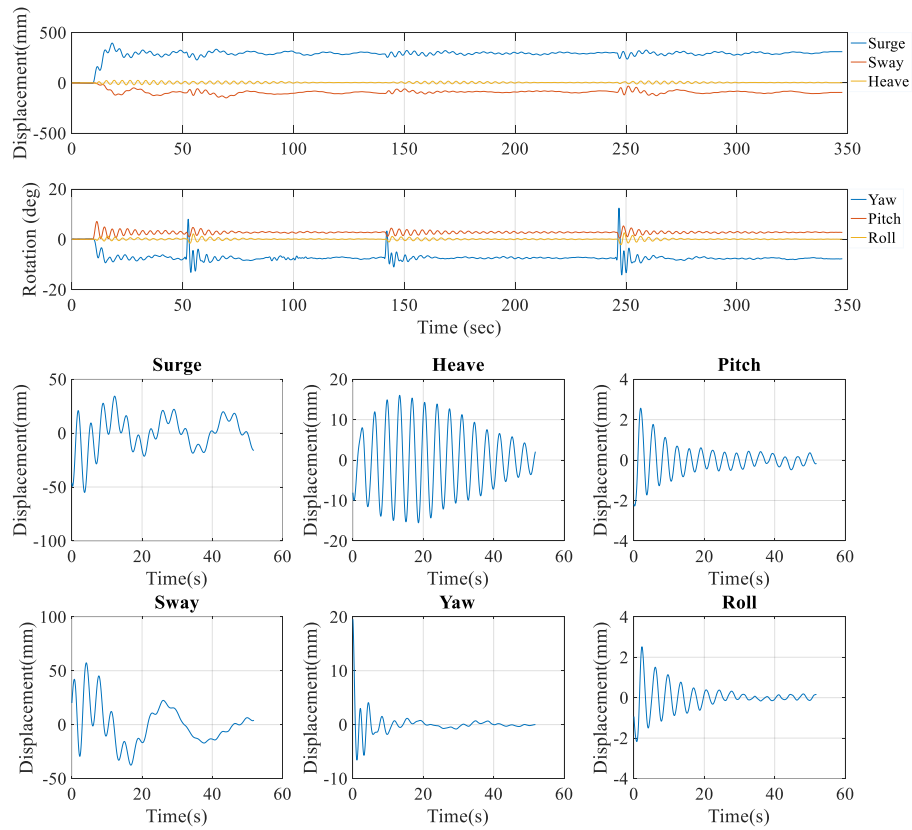 500
0
-500
Displacement(mm)
0 50 100 150 200 250 300 350
Surge
Sway
Heave
20
0
-20
Rotation (deg)
0 50 100 150 200 250 300 350
Time (sec)
Yaw
Pitch
Roll
Surge
50
0
-50
-100
Displacement(mm)
0 20 40 60
Time(s)
Heave
20
10
0
-10
-20
Displacement(mm)
0 20 40 60
Time(s)
Pitch
4
2
0
-2
-4
Displacement(mm)
0 20 40 60
Time(s)
Sway
100
50
0
-50
Displacement(mm)
0 20 40 60
Time(s)
Yaw
20
10
0
-10
Displacement(mm)
0 20 40 60
Time(s)
Roll
4
2
0
-2
-4
Displacement(mm)
0 20 40 60
Time(s)